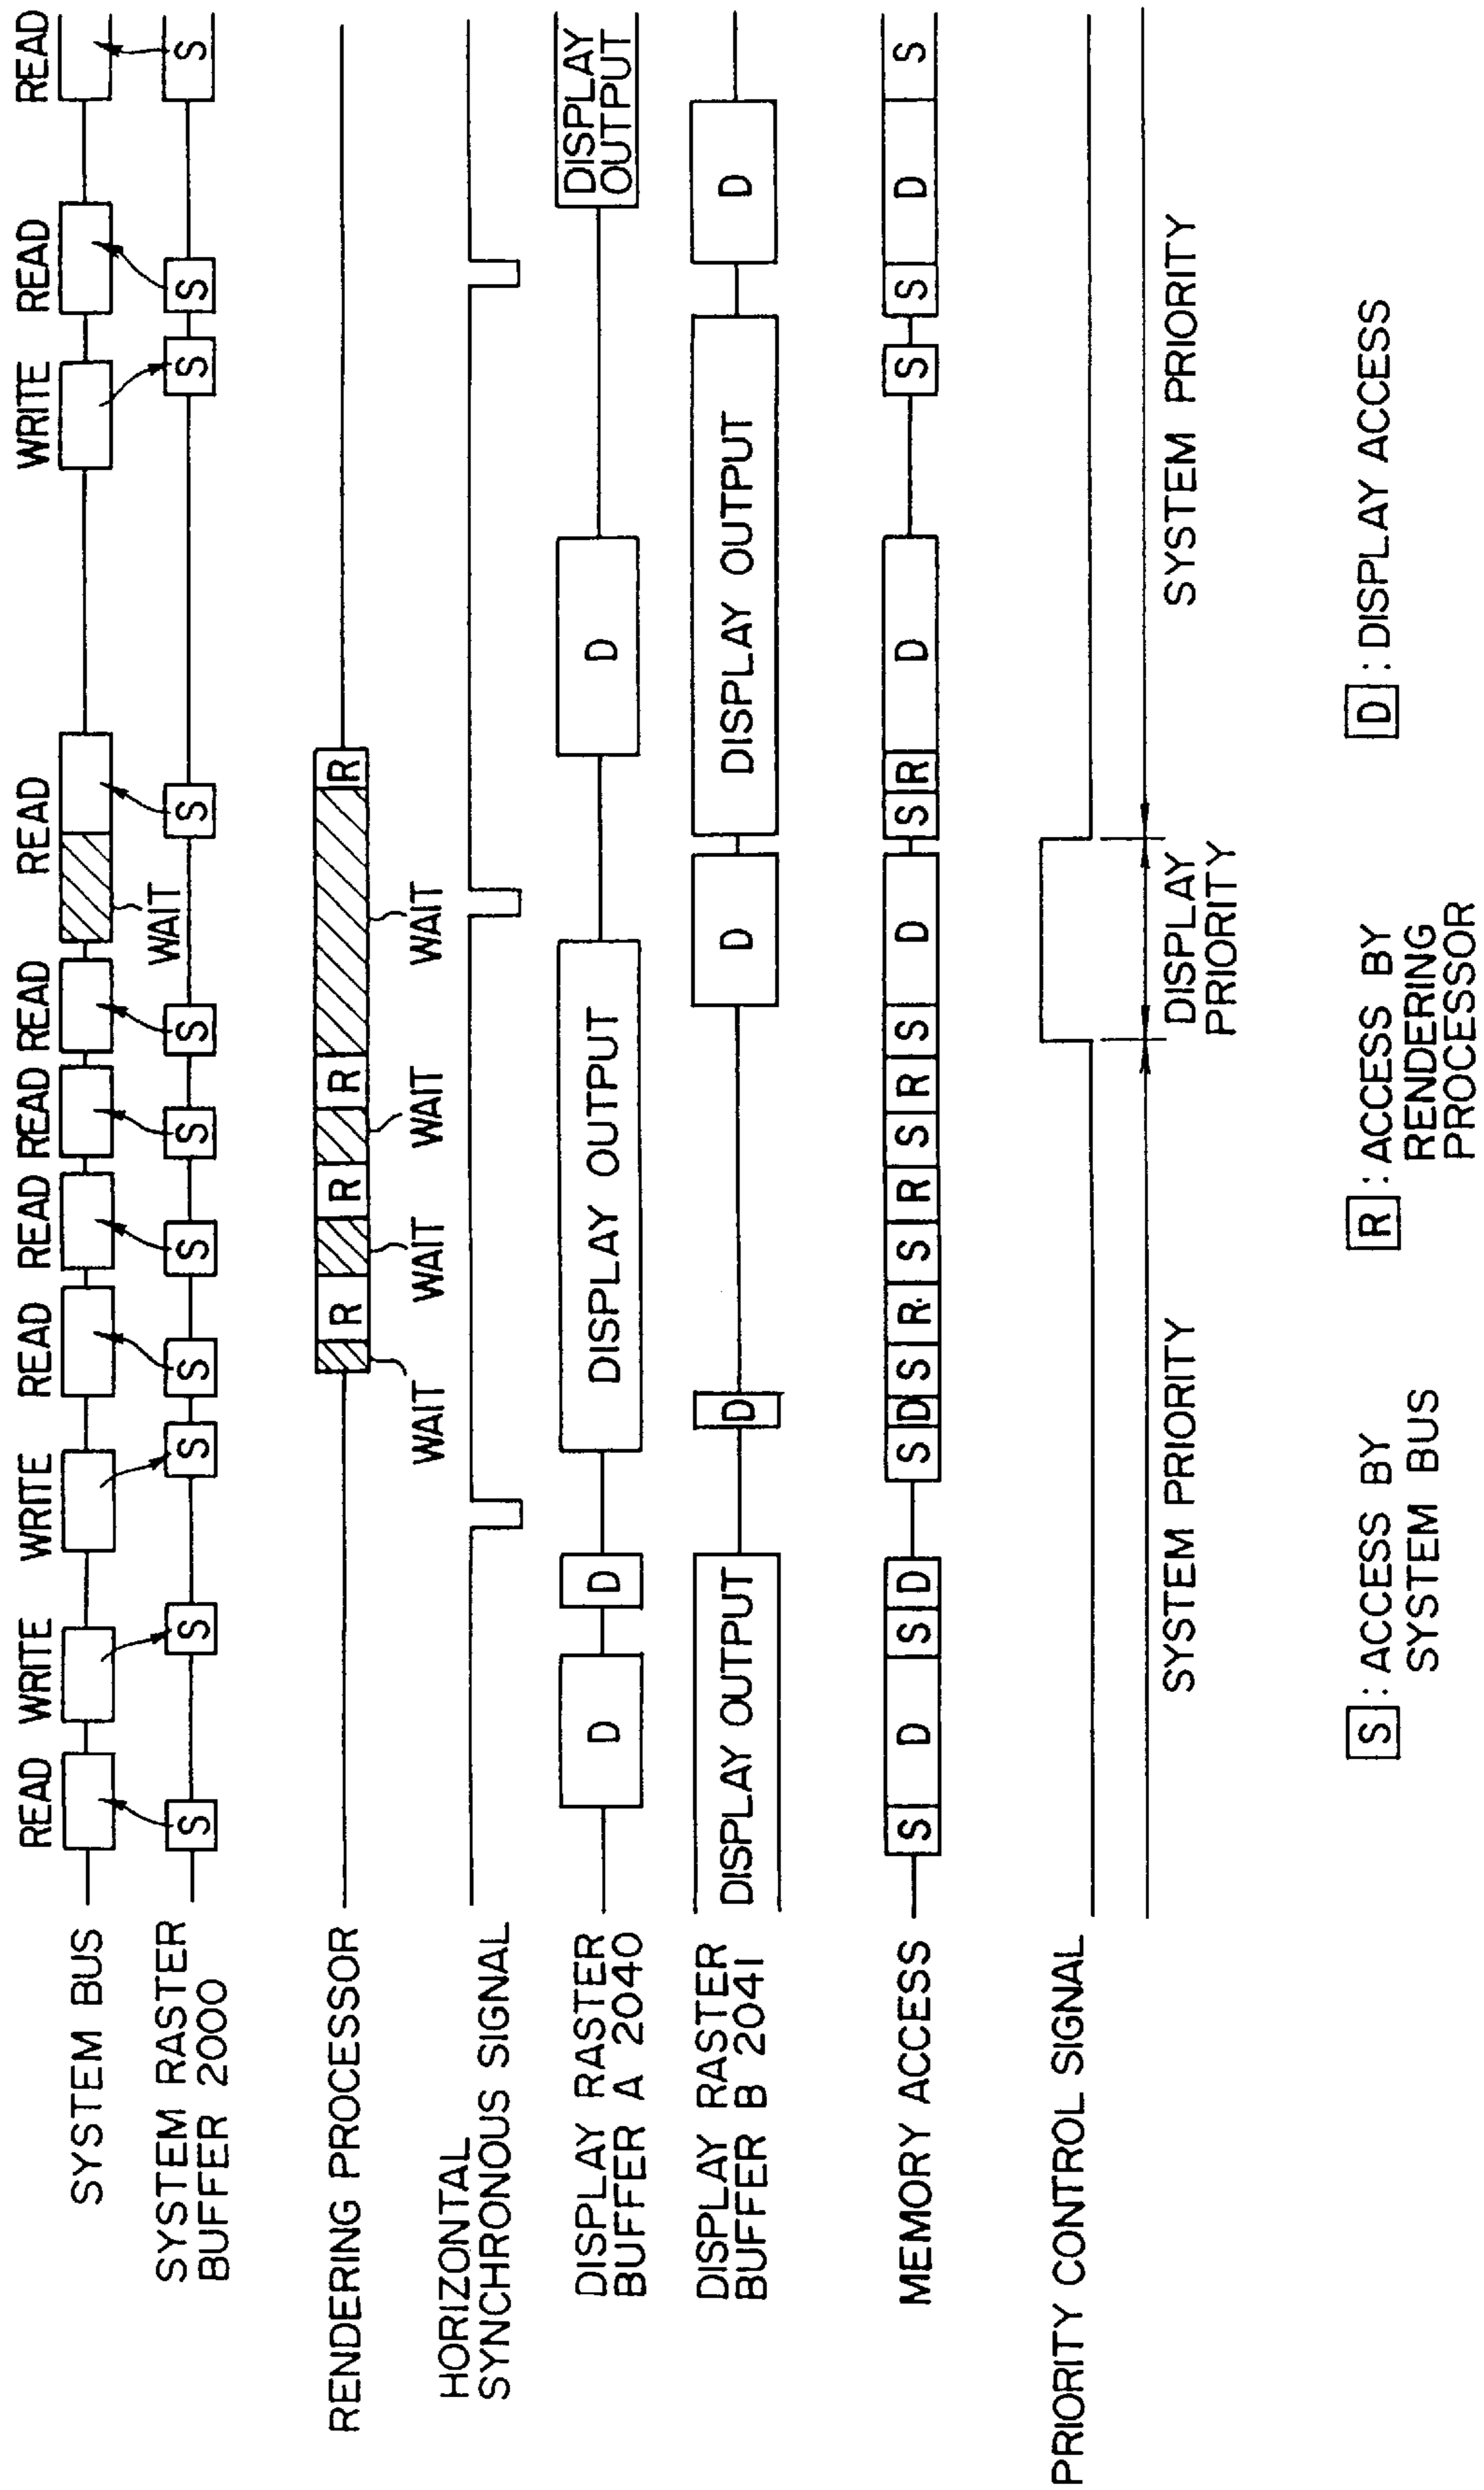 READ WRITE WRITE READ READ READ READ READ WRITE READ READ
WAIT
SYSTEM BUS
SYSTEM RASTER
BUFFER 2000
S S S S S S S S S S S
RENDERING PROCESSOR
R R R R
WAIT WAIT WAIT WAIT
HORIZONTAL
SYNCHRONOUS SIGNAL
DISPLAY RASTER
BUFFER A 2040
D D DISPLAY OUTPUT D DISPLAY
OUTPUT
DISPLAY RASTER
BUFFER B 2041
DISPLAY OUTPUT D D DISPLAY OUTPUT D
MEMORY ACCESS
S D S D S D S R S R S R S D S R D S S D S
PRIORITY CONTROL SIGNAL
SYSTEM PRIORITY
DISPLAY
PRIORITY
SYSTEM PRIORITY
S : ACCESS BY
SYSTEM BUS
R : ACCESS BY
RENDERING
PROCESSOR
D : DISPLAY ACCESS